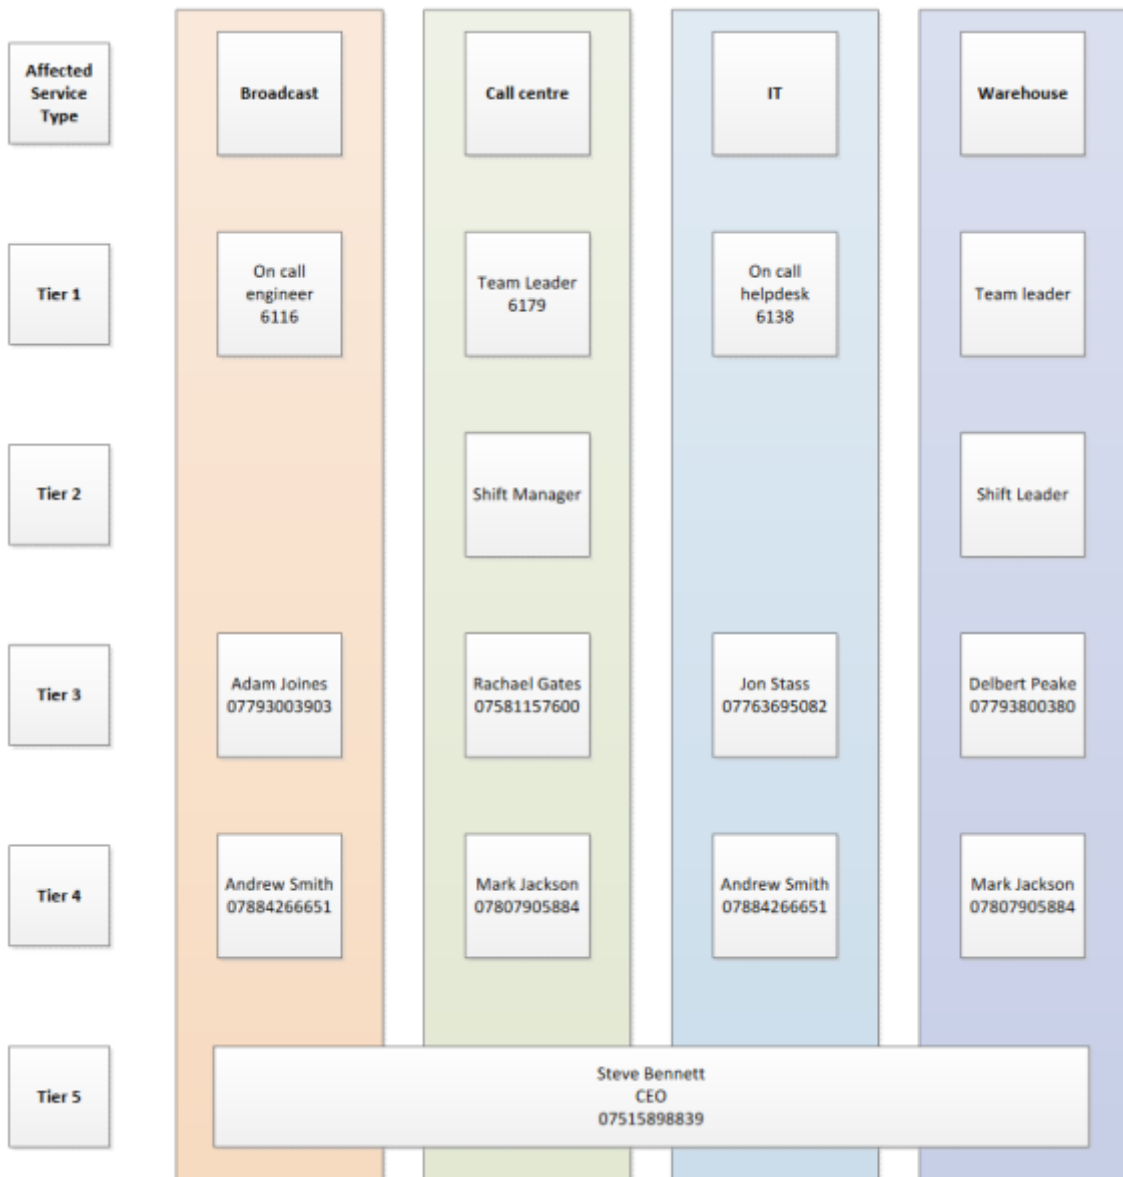 Affected
Service
Type
Broadcast
Call centre
IT
Warehouse
Tier 1
On call
engineer
6116
Team Leader
6179
On call
helpdesk
6138
Team leader
Tier 2
Shift Manager
Shift Leader
Tier 3
Adam Joines
07793003903
Rachael Gates
07581157600
Jon Stass
07763695082
Delbert Peake
07793800380
Tier 4
Andrew Smith
07884266651
Mark Jackson
07807905884
Andrew Smith
07884266651
Mark Jackson
07807905884
Tier 5
Steve Bennett
CEO
07515898839